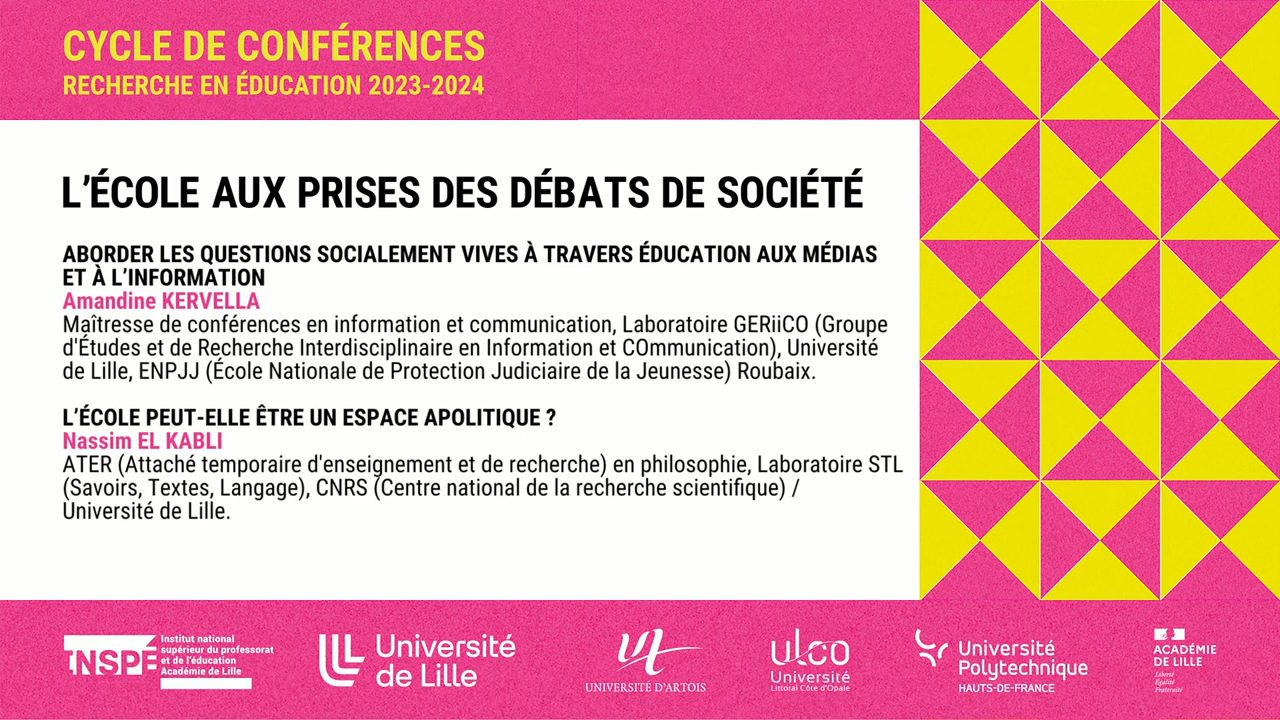 CYCLE DE CONFÉRENCES
RECHERCHE EN ÉDUCATION 2023-2024
L'ÉCOLE AUX PRISES DES DÉBATS DE SOCIÉTÉ
ABORDER LES QUESTIONS SOCIALEMENT VIVES À TRAVERS ÉDUCATION AUX MÉDIAS
ET À L'INFORMATION
Amandine KERVELLA
Maîtresse de conférences en information et communication, Laboratoire GERiiCO (Groupe
d'Études et de Recherche Interdisciplinaire en Information et COmmunication), Université
de Lille, ENPJJ (École Nationale de Protection Judiciaire de la Jeunesse) Roubaix.
L'ÉCOLE PEUT-ELLE ÊTRE UN ESPACE APOLITIQUE ?
Nassim EL KABLI
ATER (Attaché temporaire d'enseignement et de recherche) en philosophie, Laboratoire STL
(Savoirs, Textes, Langage), CNRS (Centre national de la recherche scientifique) /
Université de Lille.
INSPÉ
Institut national
supérieur du professorat
et de l'éducation
Académie de Lille
Université
de Lille
UA
UNIVERSITÉ D'ARTOIS
ulco
Université
Littoral Côte d'Opale
Université
Polytechnique
HAUTS-DE-FRANCE
ACADÉMIE
DE LILLE
Liberté
Égalité
Fraternité